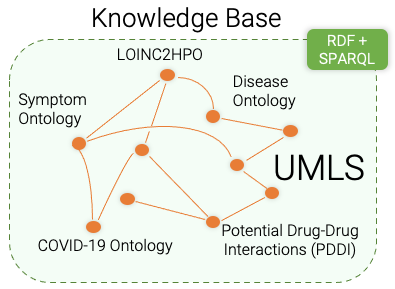 Knowledge Base
RDF +
SPARQL
LOINC2HPO
Disease
Ontology
Symptom
Ontology
UMLS
COVID-19 Ontology
Potential Drug-Drug
Interactions (PDDI)